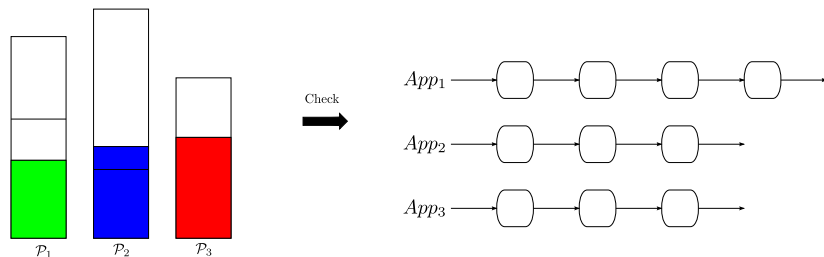 Check
App₁
App₂
App₃
𝒫₁ 𝒫₂ 𝒫₃